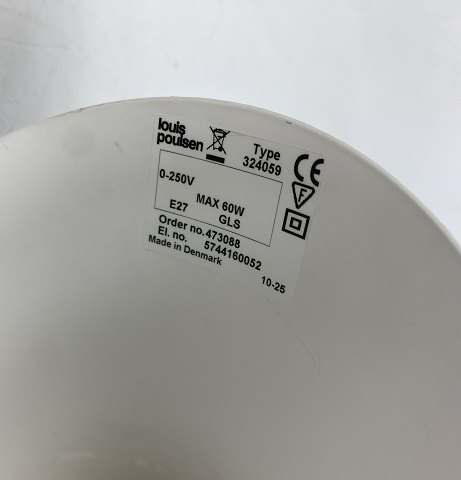 louis
poulsen
Type
324059
CE
F
0-250V
MAX 60W
E27
GLS
Order no.473088
El. no. 5744160052
Made in Denmark
10-25